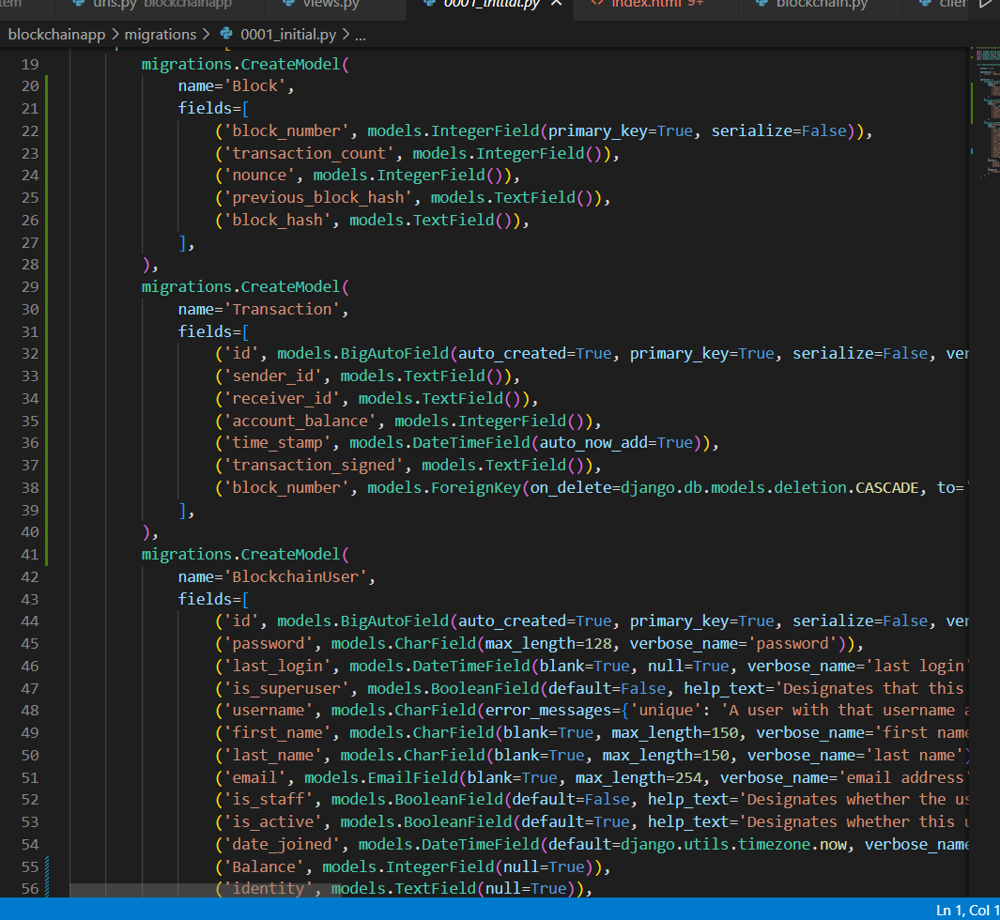 urls.py blockchainapp views.py 0001_initial.py index.html 9+ blockchain.py
blockchainapp > migrations > 0001_initial.py > ...
19 migrations.CreateModel(
20 name='Block',
21 fields=[
22 ('block_number', models.IntegerField(primary_key=True, serialize=False)),
23 ('transaction_count', models.IntegerField()),
24 ('nounce', models.IntegerField()),
25 ('previous_block_hash', models.TextField()),
26 ('block_hash', models.TextField()),
27 ],
28 ),
29 migrations.CreateModel(
30 name='Transaction',
31 fields=[
32 ('id', models.BigAutoField(auto_created=True, primary_key=True, serialize=False, ver
33 ('sender_id', models.TextField()),
34 ('receiver_id', models.TextField()),
35 ('account_balance', models.IntegerField()),
36 ('time_stamp', models.DateTimeField(auto_now_add=True)),
37 ('transaction_signed', models.TextField()),
38 ('block_number', models.ForeignKey(on_delete=django.db.models.deletion.CASCADE, to='
39 ],
40 ),
41 migrations.CreateModel(
42 name='BlockchainUser',
43 fields=[
44 ('id', models.BigAutoField(auto_created=True, primary_key=True, serialize=False, ver
45 ('password', models.CharField(max_length=128, verbose_name='password')),
46 ('last_login', models.DateTimeField(blank=True, null=True, verbose_name='last login'
47 ('is_superuser', models.BooleanField(default=False, help_text='Designates that this
48 ('username', models.CharField(error_messages={'unique': 'A user with that username a
49 ('first_name', models.CharField(blank=True, max_length=150, verbose_name='first name
50 ('last_name', models.CharField(blank=True, max_length=150, verbose_name='last name')
51 ('email', models.EmailField(blank=True, max_length=254, verbose_name='email address'
52 ('is_staff', models.BooleanField(default=False, help_text='Designates whether the us
53 ('is_active', models.BooleanField(default=True, help_text='Designates whether this u
54 ('date_joined', models.DateTimeField(default=django.utils.timezone.now, verbose_name
55 ('Balance', models.IntegerField(null=True)),
56 ('identity', models.TextField(null=True)),
Ln 1, Col 1